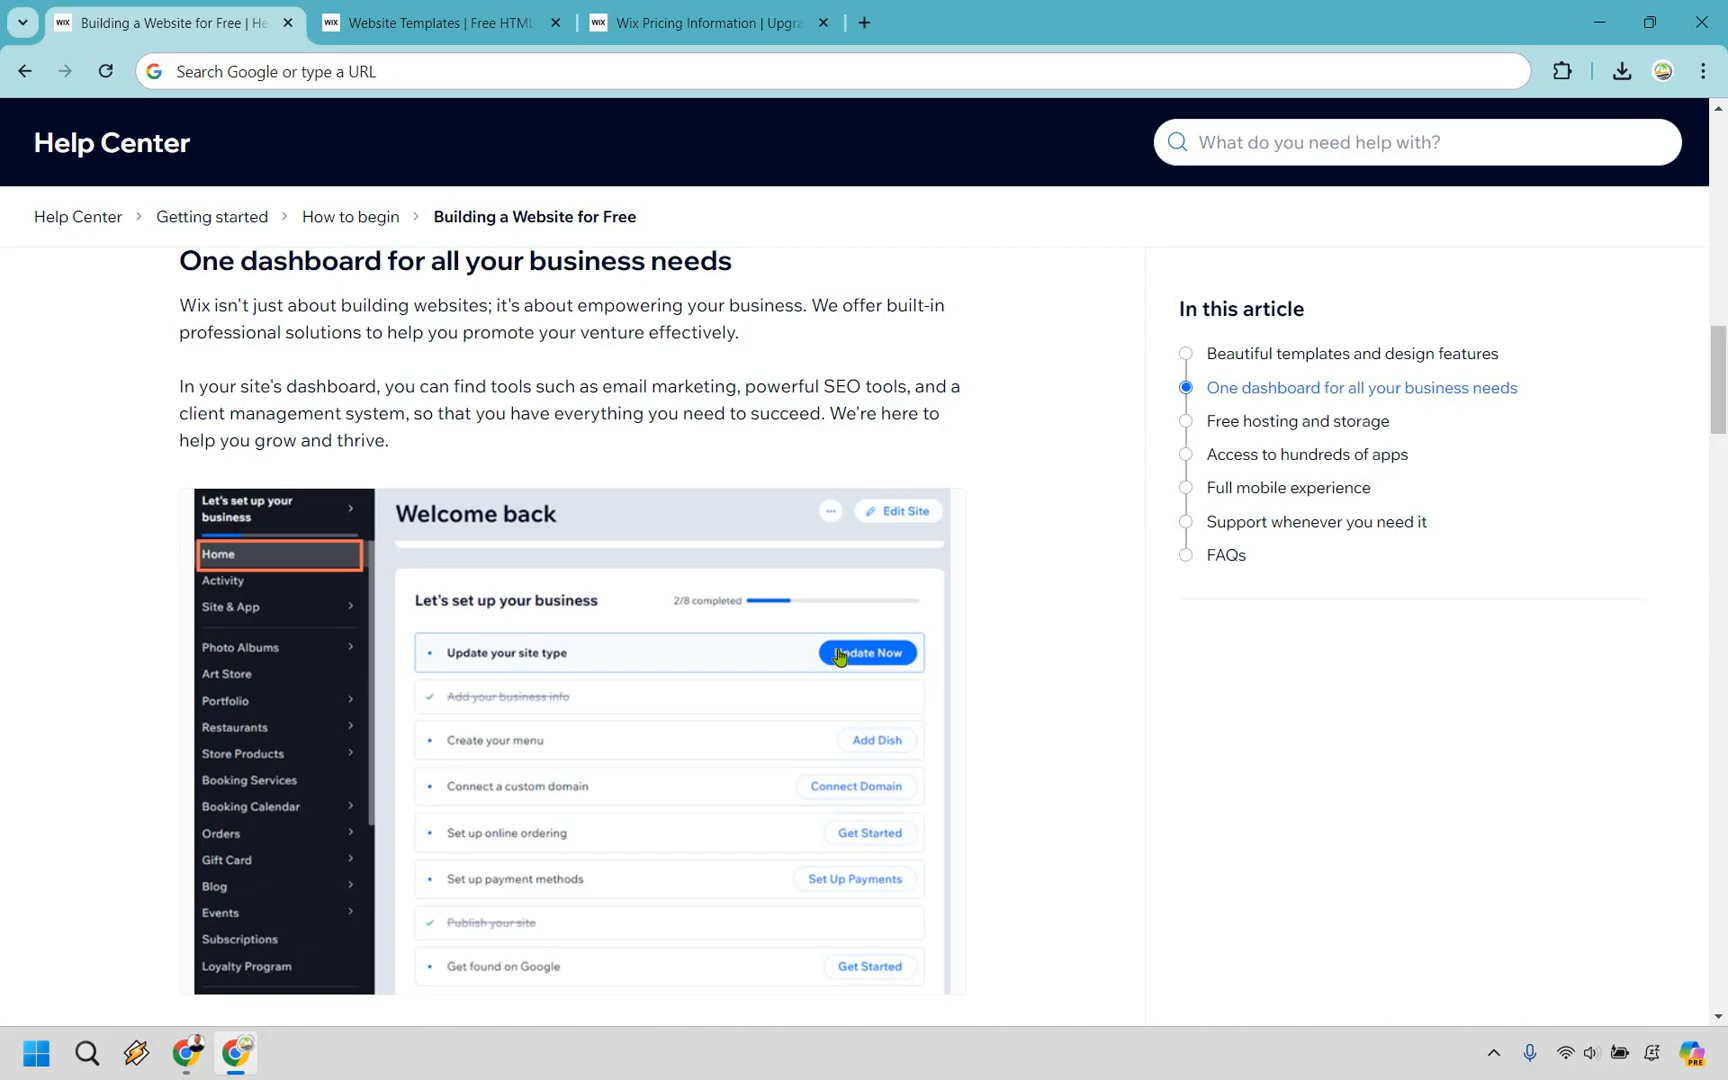 WIX Building a Website for Free | He
WIX Website Templates | Free HTML
WIX Wix Pricing Information | Upgra
Search Google or type a URL
Help Center
What do you need help with?
Help Center > Getting started > How to begin > Building a Website for Free
One dashboard for all your business needs
Wix isn't just about building websites; it's about empowering your business. We offer built-in
professional solutions to help you promote your venture effectively.
In your site's dashboard, you can find tools such as email marketing, powerful SEO tools, and a
client management system, so that you have everything you need to succeed. We're here to
help you grow and thrive.
Let's set up your
business
Home
Activity
Site & App
Photo Albums
Art Store
Portfolio
Restaurants
Store Products
Booking Services
Booking Calendar
Orders
Gift Card
Blog
Events
Subscriptions
Loyalty Program
Welcome back
Edit Site
Let's set up your business
2/8 completed
Update your site type
Update Now
Add your business info
Create your menu
Add Dish
Connect a custom domain
Connect Domain
Set up online ordering
Get Started
Set up payment methods
Set Up Payments
Publish your site
Get found on Google
Get Started
In this article
Beautiful templates and design features
One dashboard for all your business needs
Free hosting and storage
Access to hundreds of apps
Full mobile experience
Support whenever you need it
FAQs
PRE